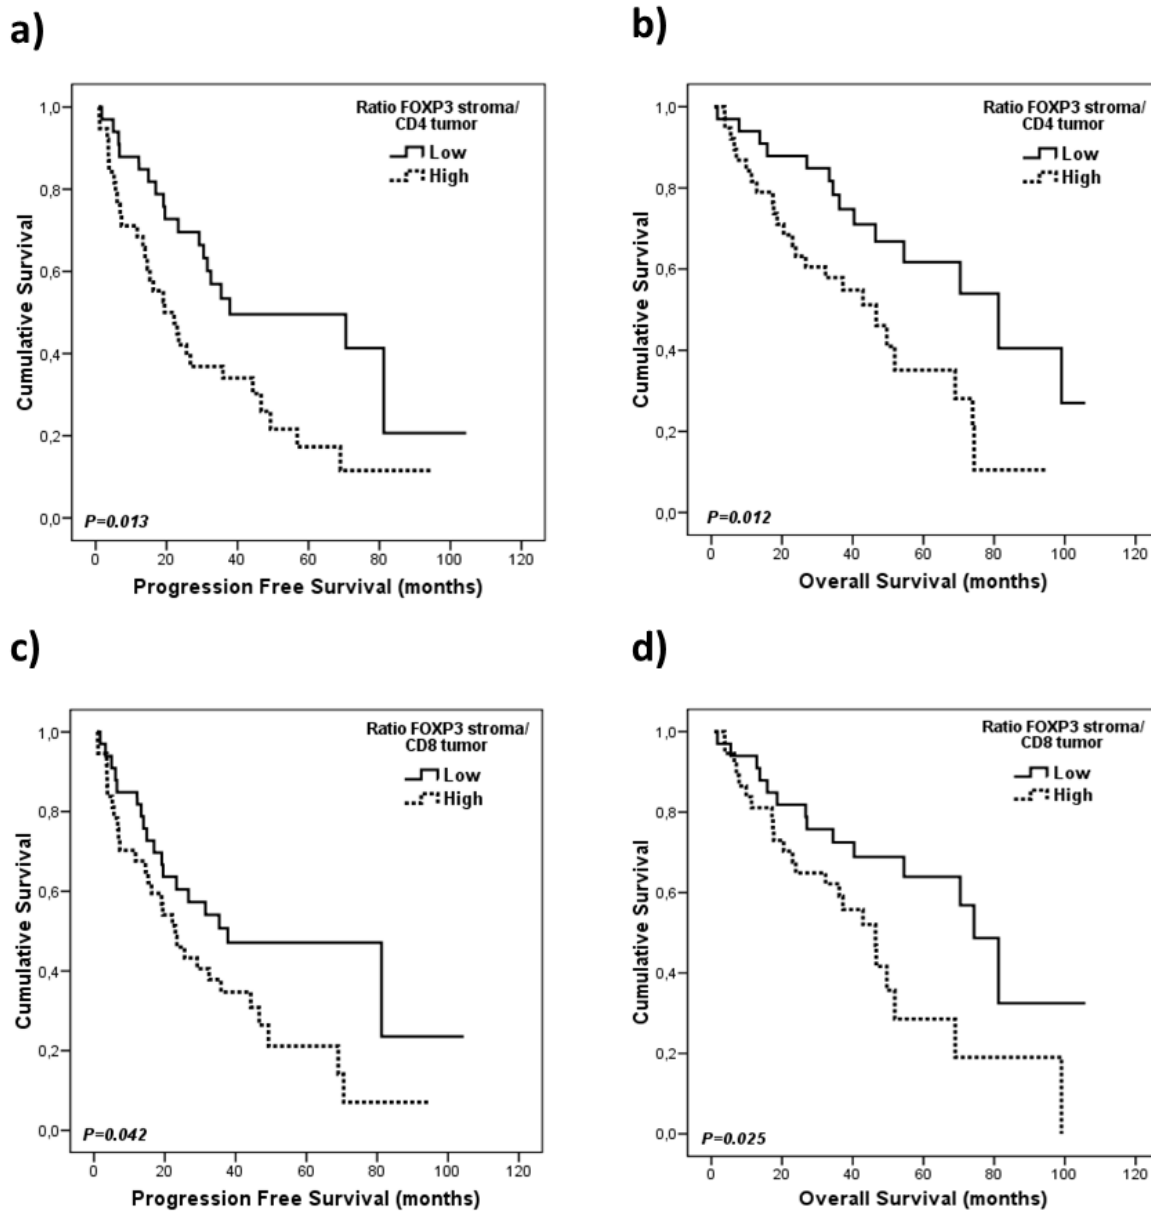 a)
Ratio FOXP3 stroma/
CD4 tumor
Low
High
Cumulative Survival
1,0
0,8
0,6
0,4
0,2
0,0
P=0.013
0 20 40 60 80 100 120
Progression Free Survival (months)
b)
Ratio FOXP3 stroma/
CD4 tumor
Low
High
Cumulative Survival
1,0
0,8
0,6
0,4
0,2
0,0
P=0.012
0 20 40 60 80 100 120
Overall Survival (months)
c)
Ratio FOXP3 stroma/
CD8 tumor
Low
High
Cumulative Survival
1,0
0,8
0,6
0,4
0,2
0,0
P=0.042
0 20 40 60 80 100 120
Progression Free Survival (months)
d)
Ratio FOXP3 stroma/
CD8 tumor
Low
High
Cumulative Survival
1,0
0,8
0,6
0,4
0,2
0,0
P=0.025
0 20 40 60 80 100 120
Overall Survival (months)